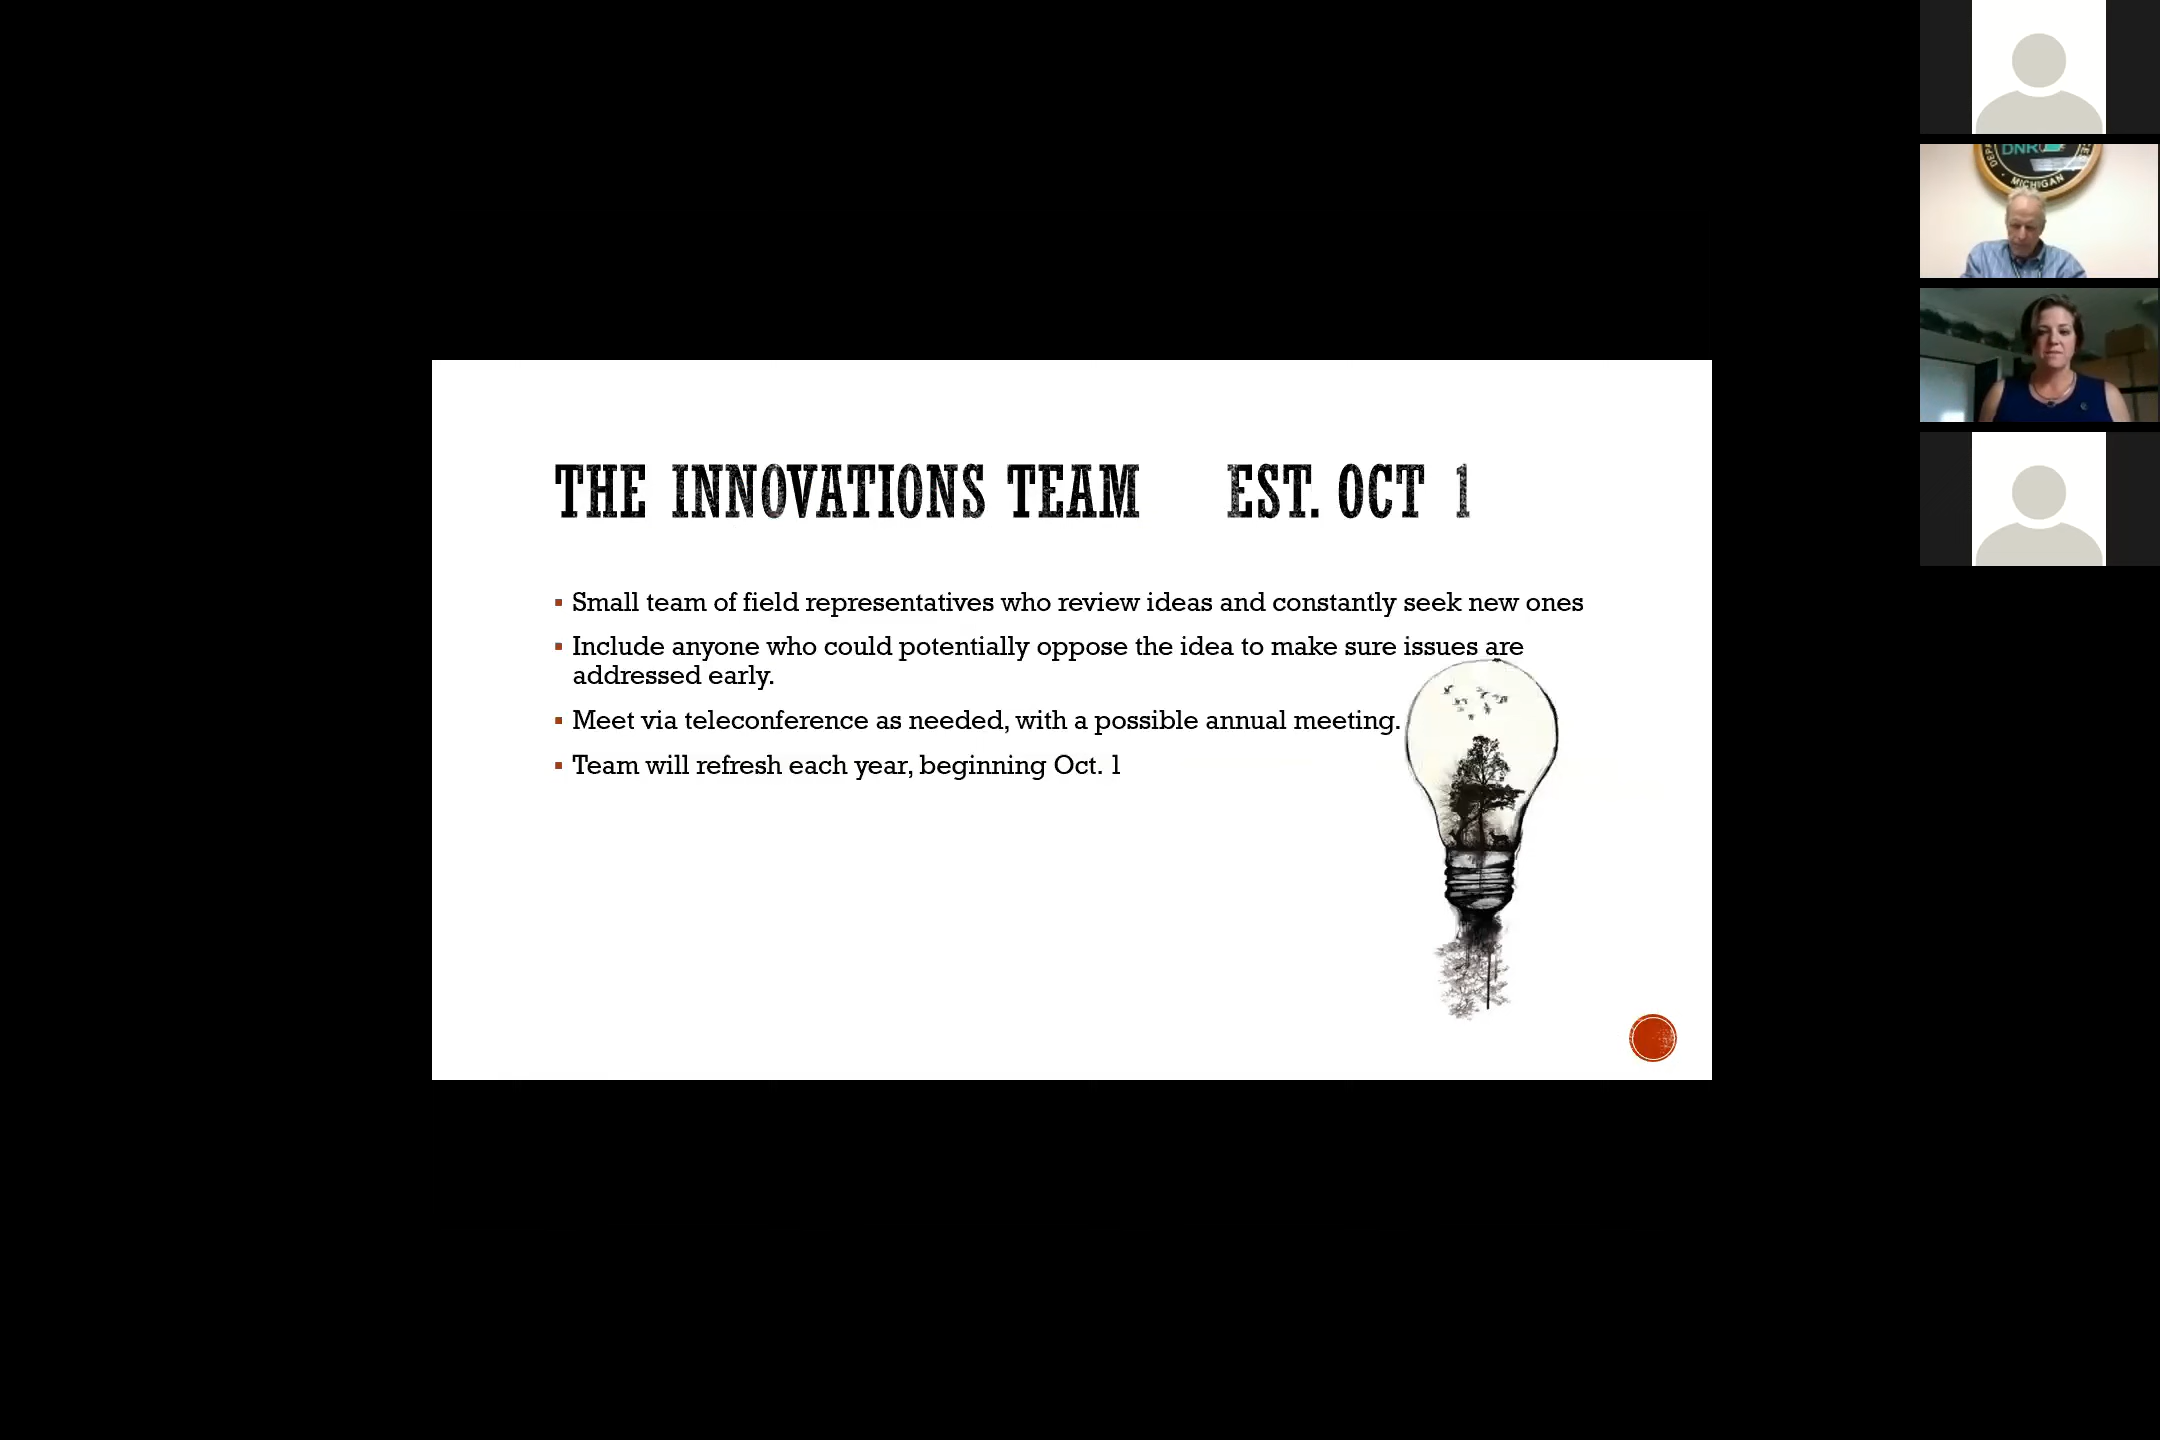 THE INNOVATIONS TEAM EST. OCT 1
▪ Small team of field representatives who review ideas and constantly seek new ones
▪ Include anyone who could potentially oppose the idea to make sure issues are
addressed early.
▪ Meet via teleconference as needed, with a possible annual meeting.
▪ Team will refresh each year, beginning Oct. 1
DNR
MICHIGAN